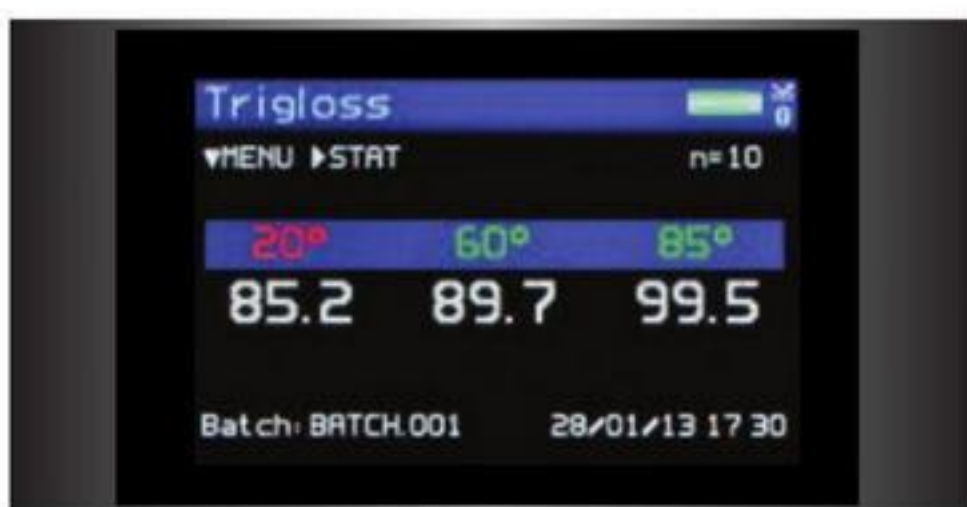 Trigloss
▼MENU ▶STAT n=10
20° 60° 85°
85.2 89.7 99.5
Batch: BATCH.001 28/01/13 17 30